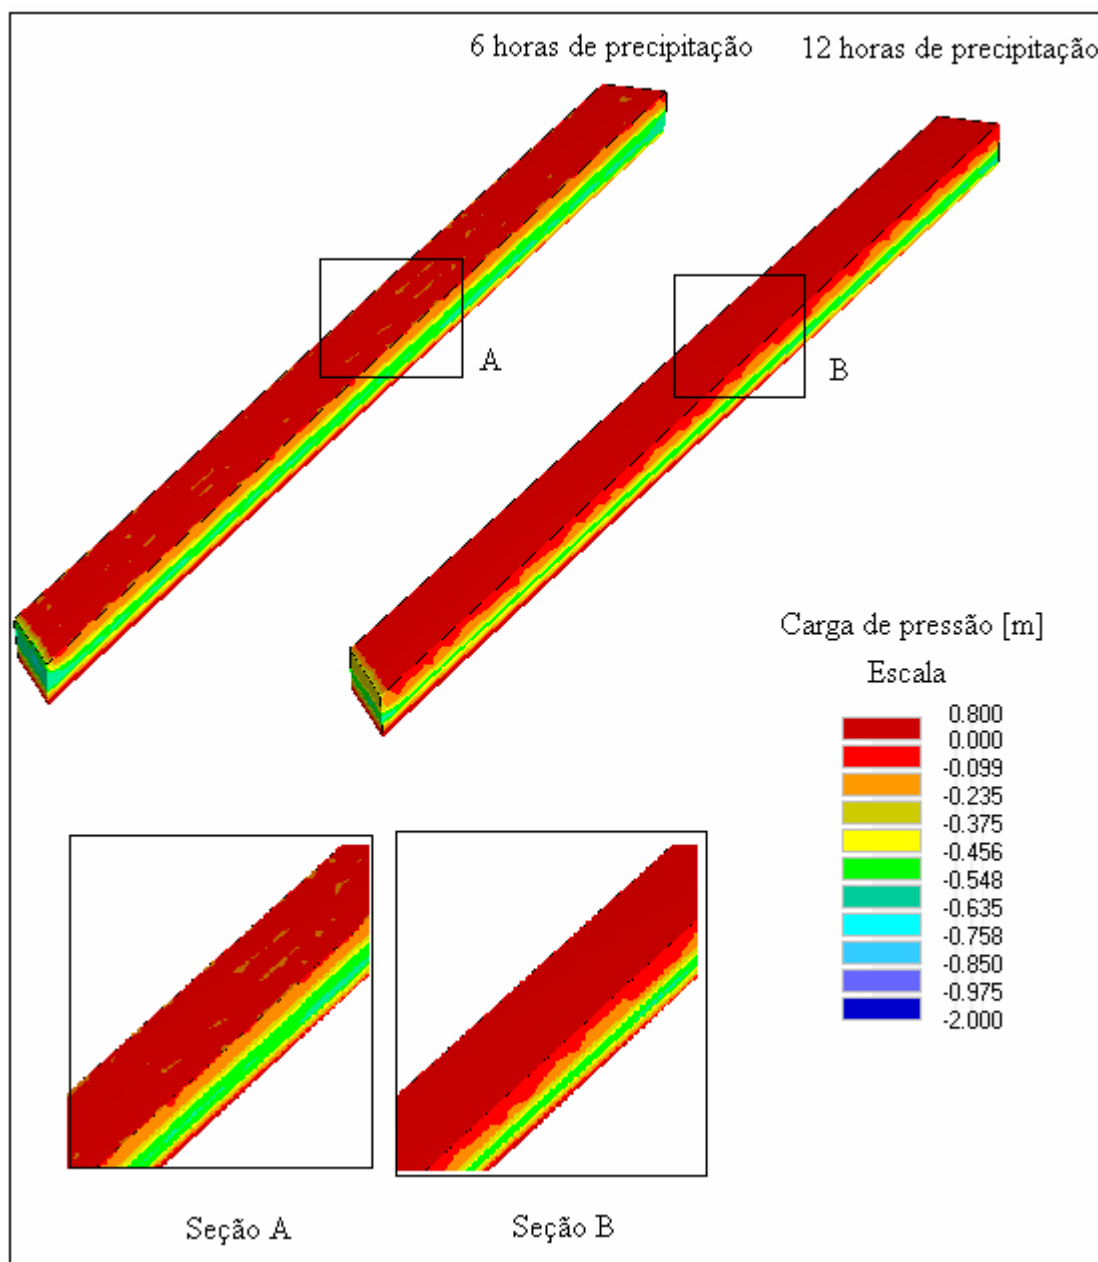 6 horas de precipitação
12 horas de precipitação
A
B
Carga de pressão [m]
Escala
0.800
0.000
-0.099
-0.235
-0.375
-0.456
-0.548
-0.635
-0.758
-0.850
-0.975
-2.000
Seção A
Seção B